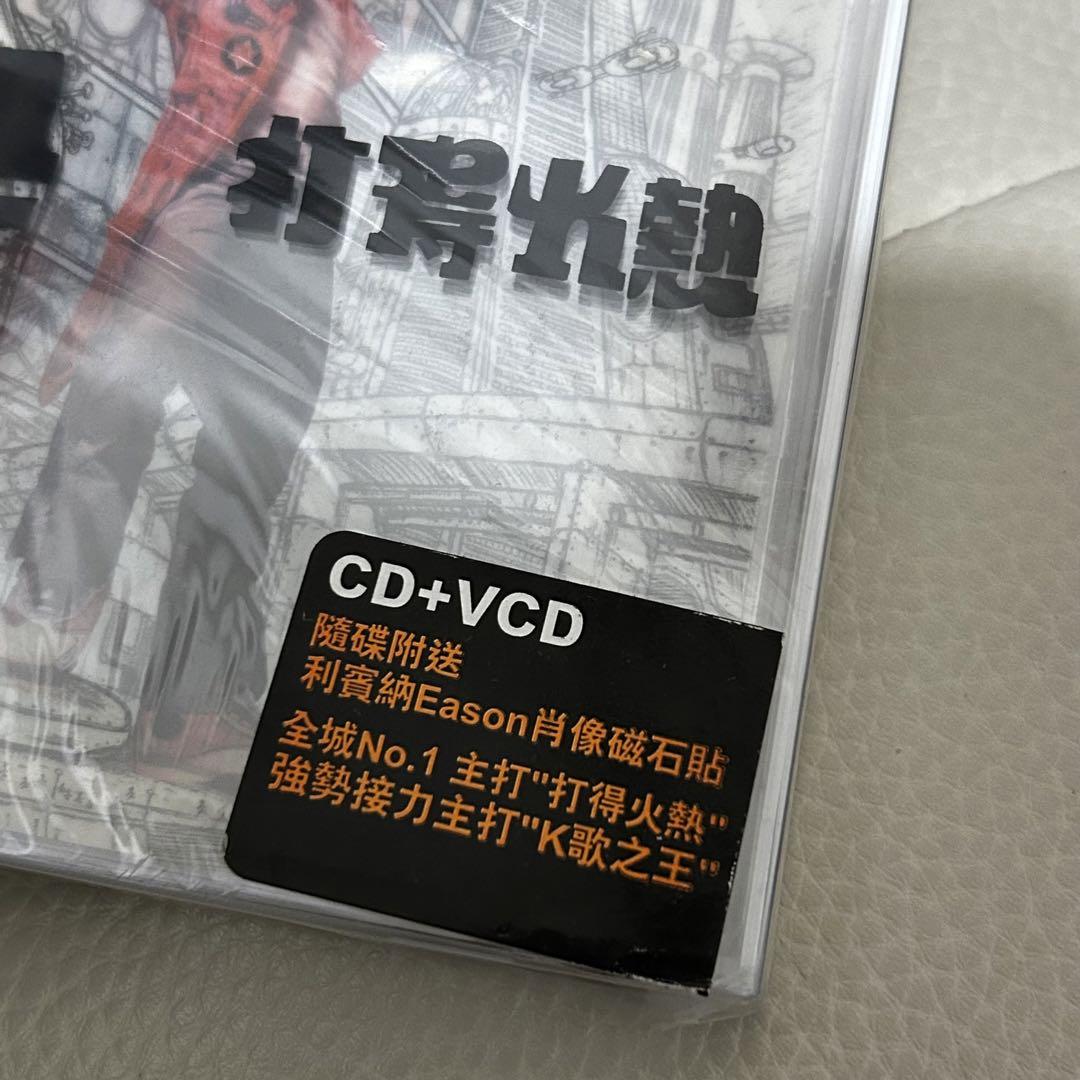 打得火熱
CD+VCD
隨碟附送
利賓納Eason肖像磁石貼
全城No.1 主打"打得火熱"
強勢接力主打"K歌之王"